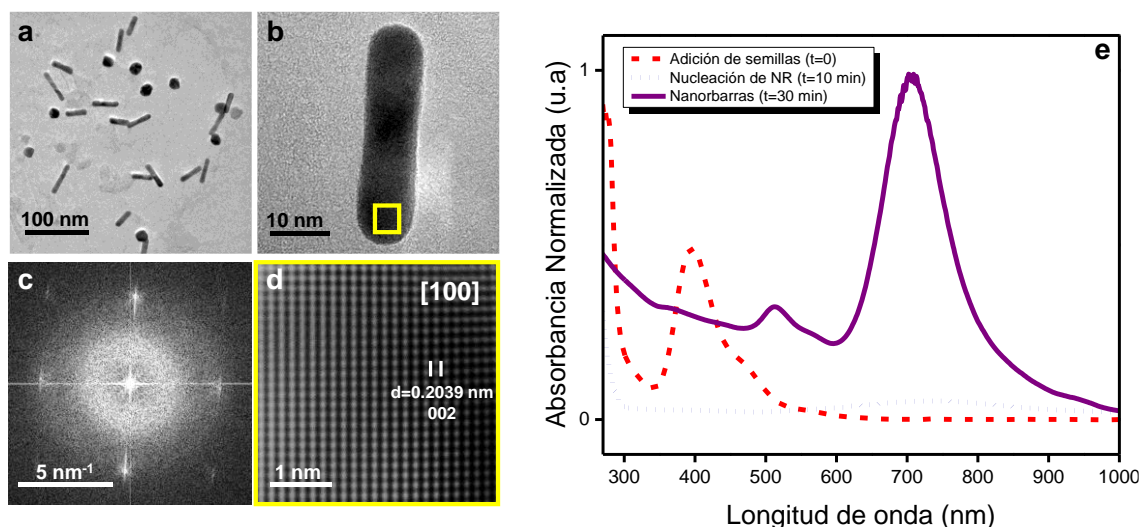 a
100 nm
b
10 nm
c
5 nm⁻¹
d
[100]
d=0.2039 nm
002
1 nm
e
Adición de semillas (t=0)
Nucleación de NR (t=10 min)
Nanorbarras (t=30 min)
Absorbancia Normalizada (u.a)
1
0
300 400 500 600 700 800 900 1000
Longitud de onda (nm)